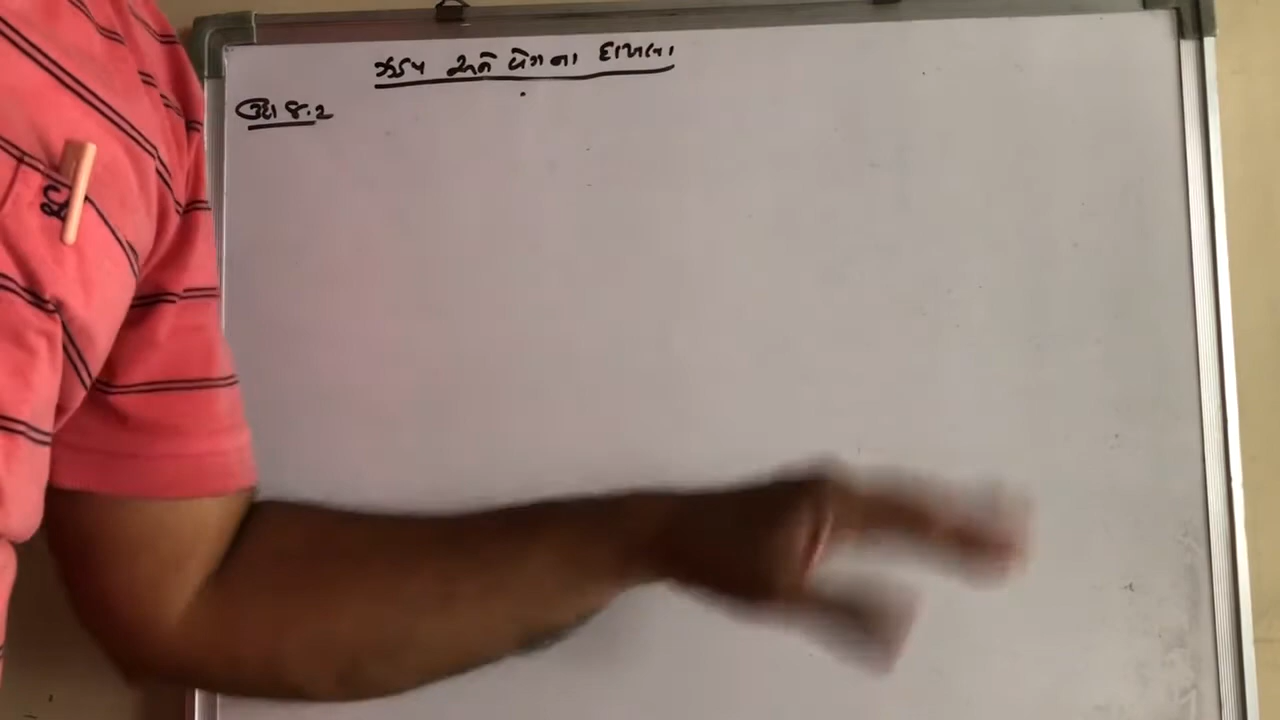 ઝડપ અને વેગના દાખલા
ઉદા ૪.૨